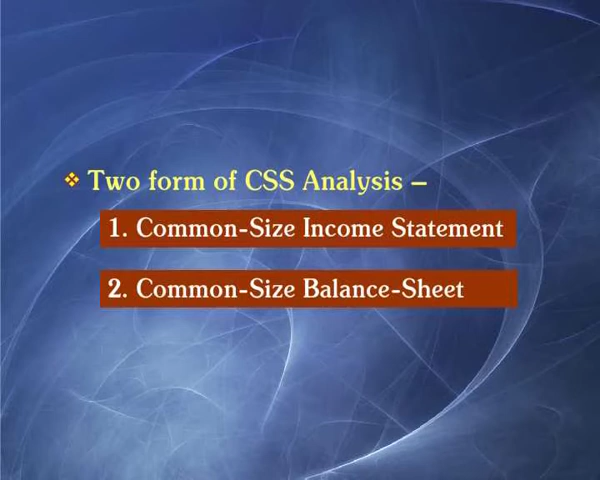 Two form of CSS Analysis –
1. Common-Size Income Statement
2. Common-Size Balance-Sheet